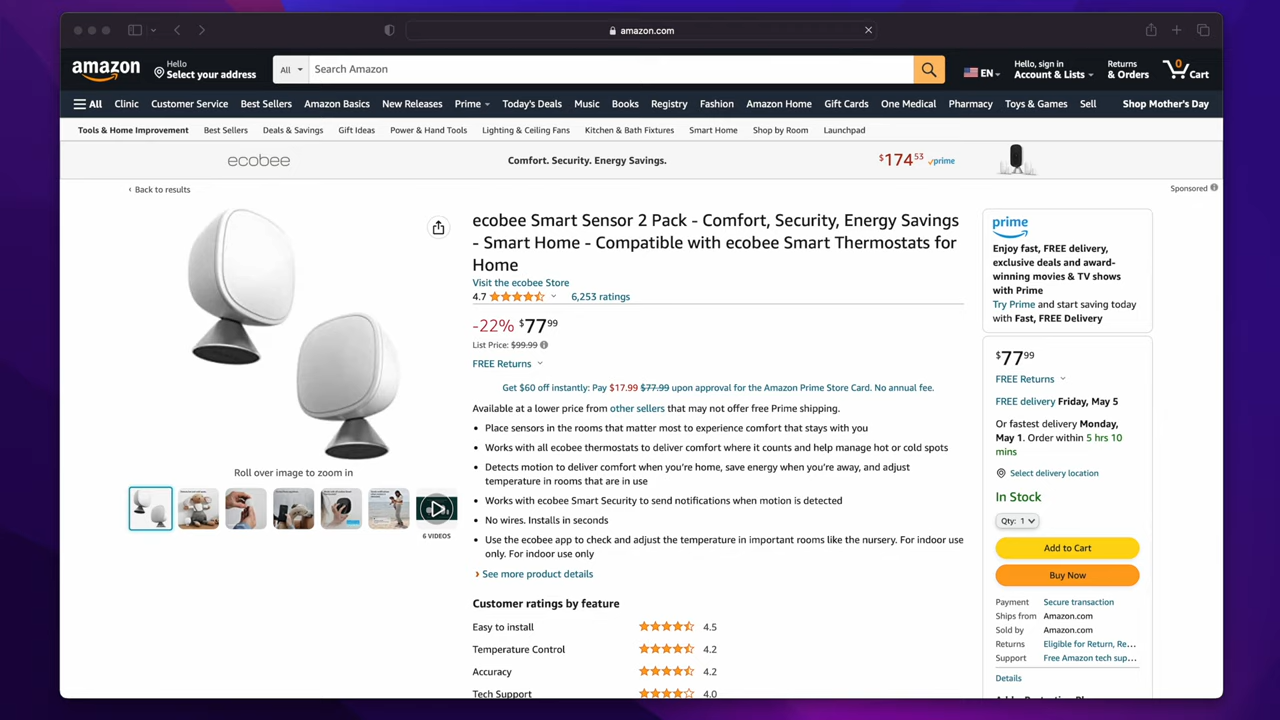 amazon.com
amazon
Hello
Select your address
All
Search Amazon
EN
Hello, sign in
Account & Lists
Returns
& Orders
0
Cart
All
Clinic
Customer Service
Best Sellers
Amazon Basics
New Releases
Prime
Today's Deals
Music
Books
Registry
Fashion
Amazon Home
Gift Cards
One Medical
Pharmacy
Toys & Games
Sell
Shop Mother's Day
Tools & Home Improvement
Best Sellers
Deals & Savings
Gift Ideas
Power & Hand Tools
Lighting & Ceiling Fans
Kitchen & Bath Fixtures
Smart Home
Shop by Room
Launchpad
ecobee
Comfort. Security. Energy Savings.
$174.53 prime
Sponsored
‹ Back to results
ecobee Smart Sensor 2 Pack - Comfort, Security, Energy Savings
- Smart Home - Compatible with ecobee Smart Thermostats for
Home
Visit the ecobee Store
4.7
6,253 ratings
-22% $77 99
List Price: $99.99
FREE Returns
Get $60 off instantly: Pay $17.99 $77.99 upon approval for the Amazon Prime Store Card. No annual fee.
Available at a lower price from other sellers that may not offer free Prime shipping.
• Place sensors in the rooms that matter most to experience comfort that stays with you
• Works with all ecobee thermostats to deliver comfort where it counts and help manage hot or cold spots
• Detects motion to deliver comfort when you're home, save energy when you're away, and adjust
temperature in rooms that are in use
• Works with ecobee Smart Security to send notifications when motion is detected
• No wires. Installs in seconds
• Use the ecobee app to check and adjust the temperature in important rooms like the nursery. For indoor use
only. For indoor use only
› See more product details
Customer ratings by feature
Easy to install 4.5
Temperature Control 4.2
Accuracy 4.2
Tech Support 4.0
Roll over image to zoom in
6 VIDEOS
prime
Enjoy fast, FREE delivery,
exclusive deals and award-
winning movies & TV shows
with Prime
Try Prime and start saving today
with Fast, FREE Delivery
$77 99
FREE Returns
FREE delivery Friday, May 5
Or fastest delivery Monday,
May 1. Order within 5 hrs 10
mins
Select delivery location
In Stock
Qty: 1
Add to Cart
Buy Now
Payment Secure transaction
Ships from Amazon.com
Sold by Amazon.com
Returns Eligible for Return, Re...
Support Free Amazon tech sup...
Details